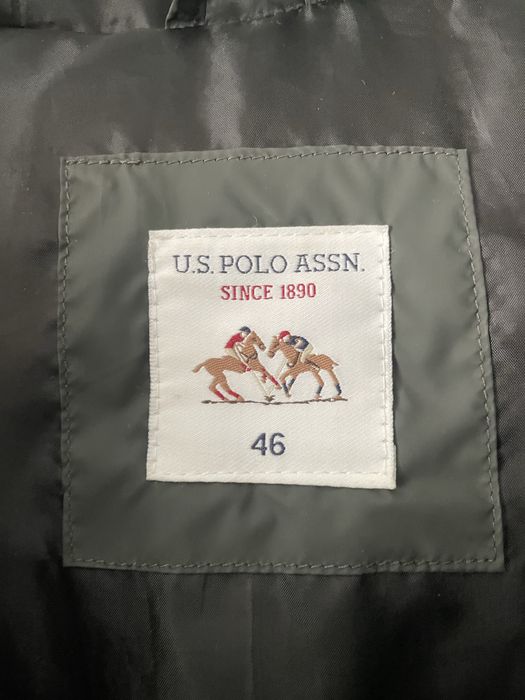 U.S. POLO ASSN.
SINCE 1890
46